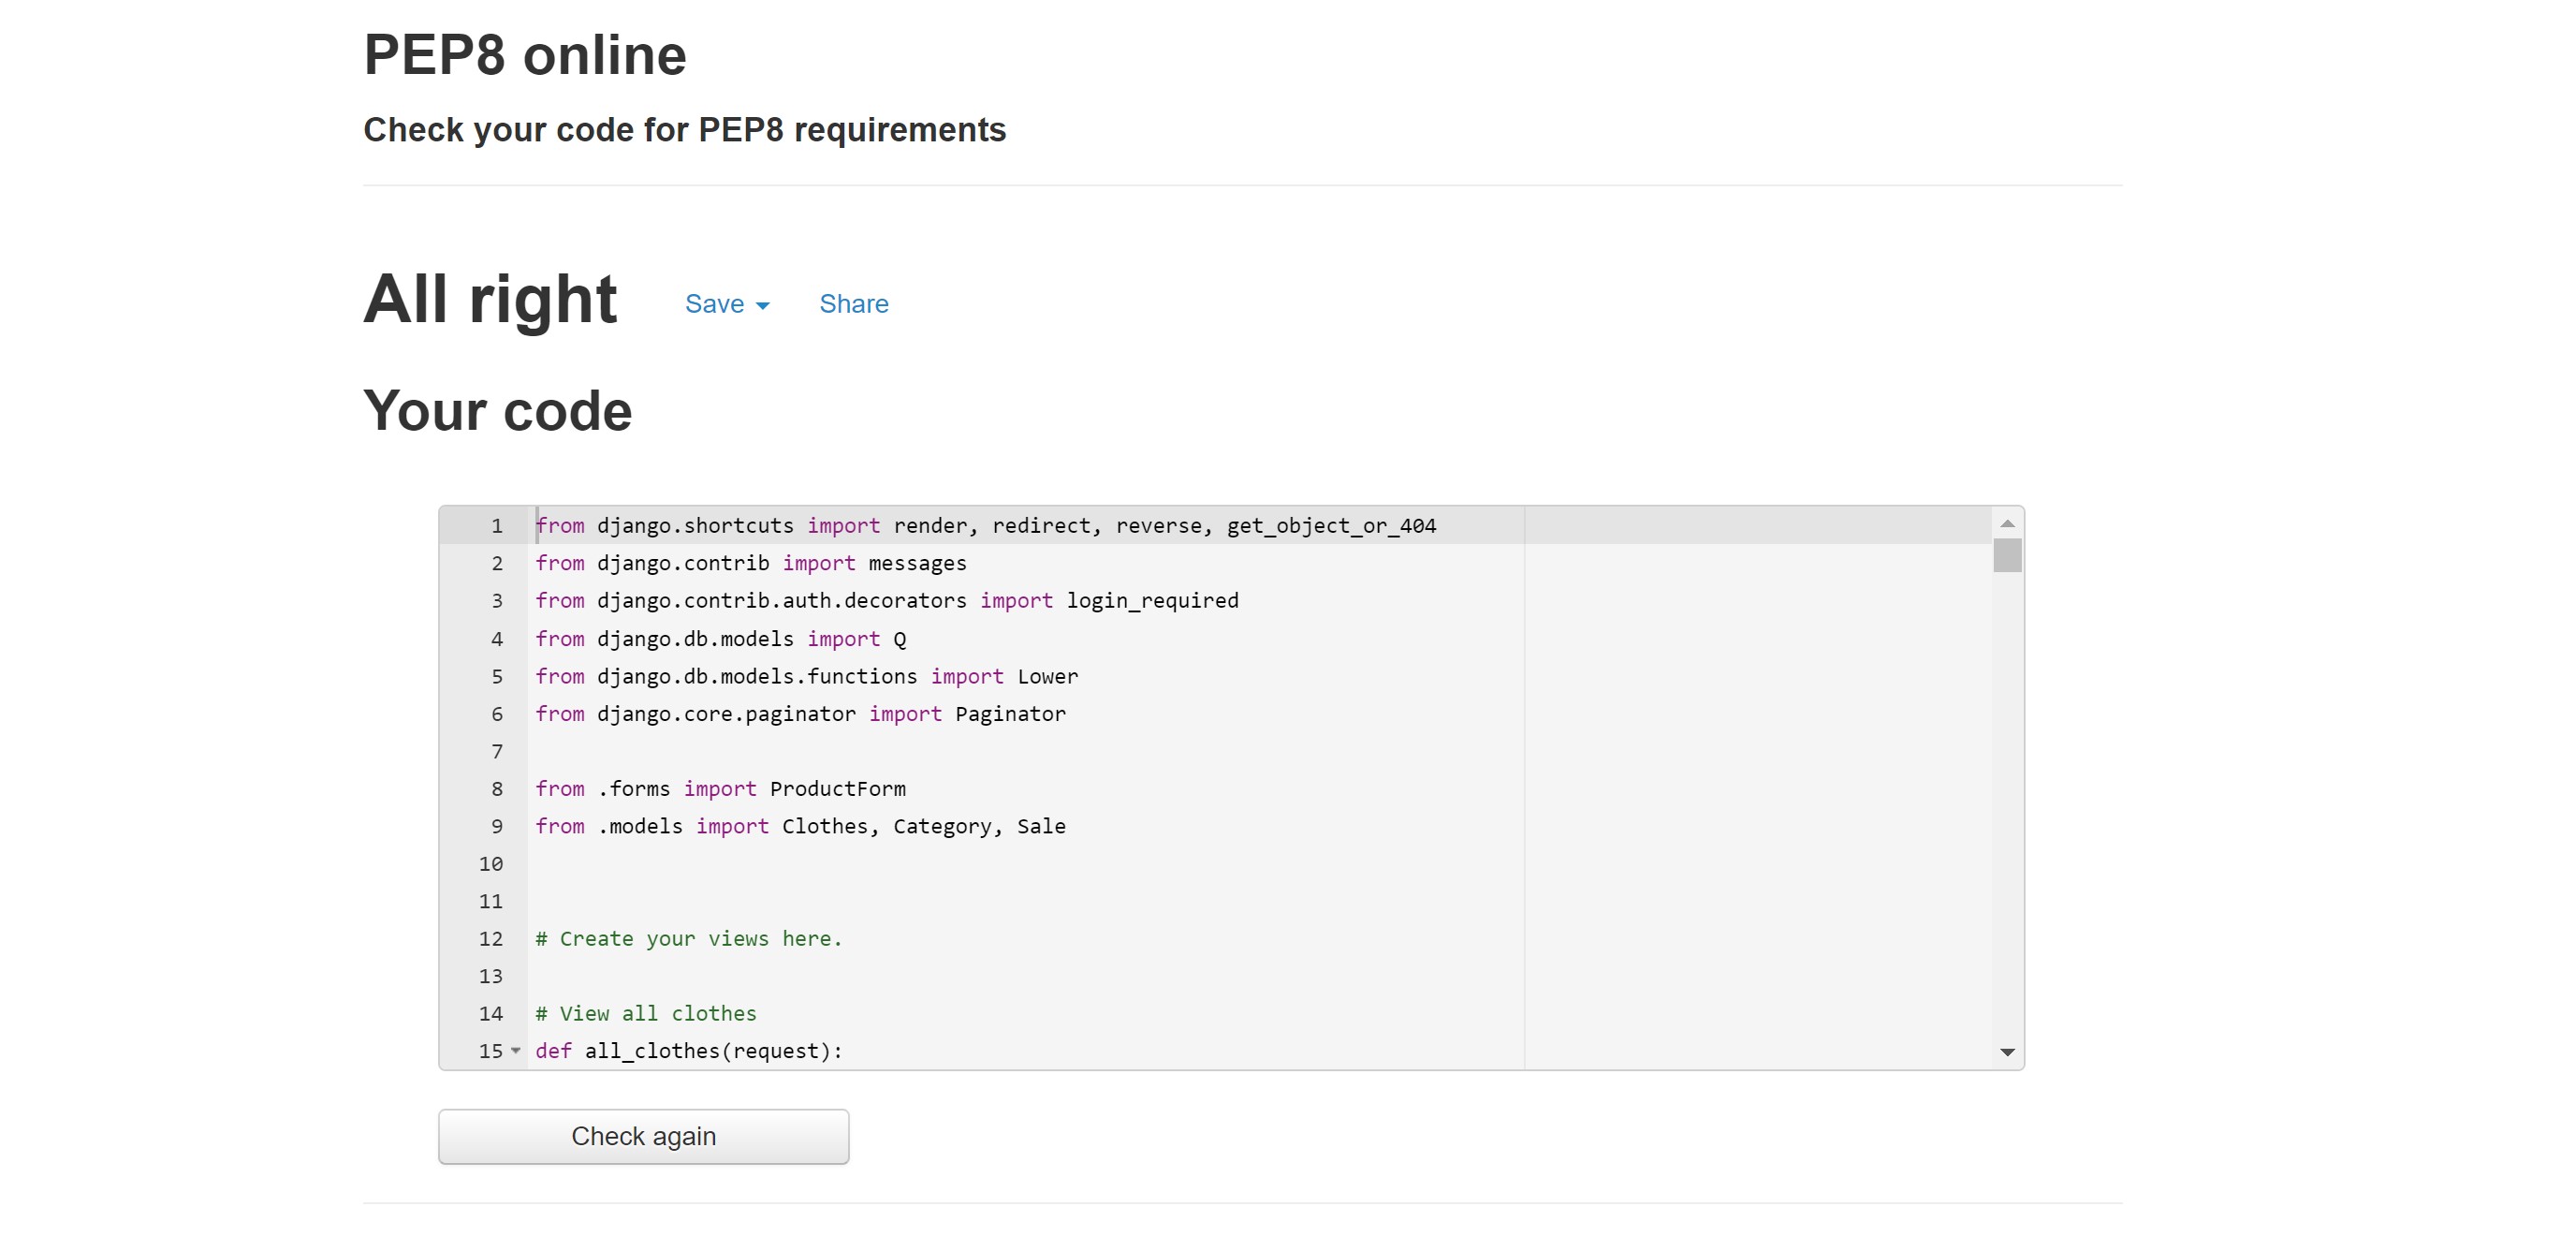 PEP8 online
Check your code for PEP8 requirements
All right Save Share
Your code
1 from django.shortcuts import render, redirect, reverse, get_object_or_404
2 from django.contrib import messages
3 from django.contrib.auth.decorators import login_required
4 from django.db.models import Q
5 from django.db.models.functions import Lower
6 from django.core.paginator import Paginator
7
8 from .forms import ProductForm
9 from .models import Clothes, Category, Sale
10
11
12 # Create your views here.
13
14 # View all clothes
15 def all_clothes(request):
Check again